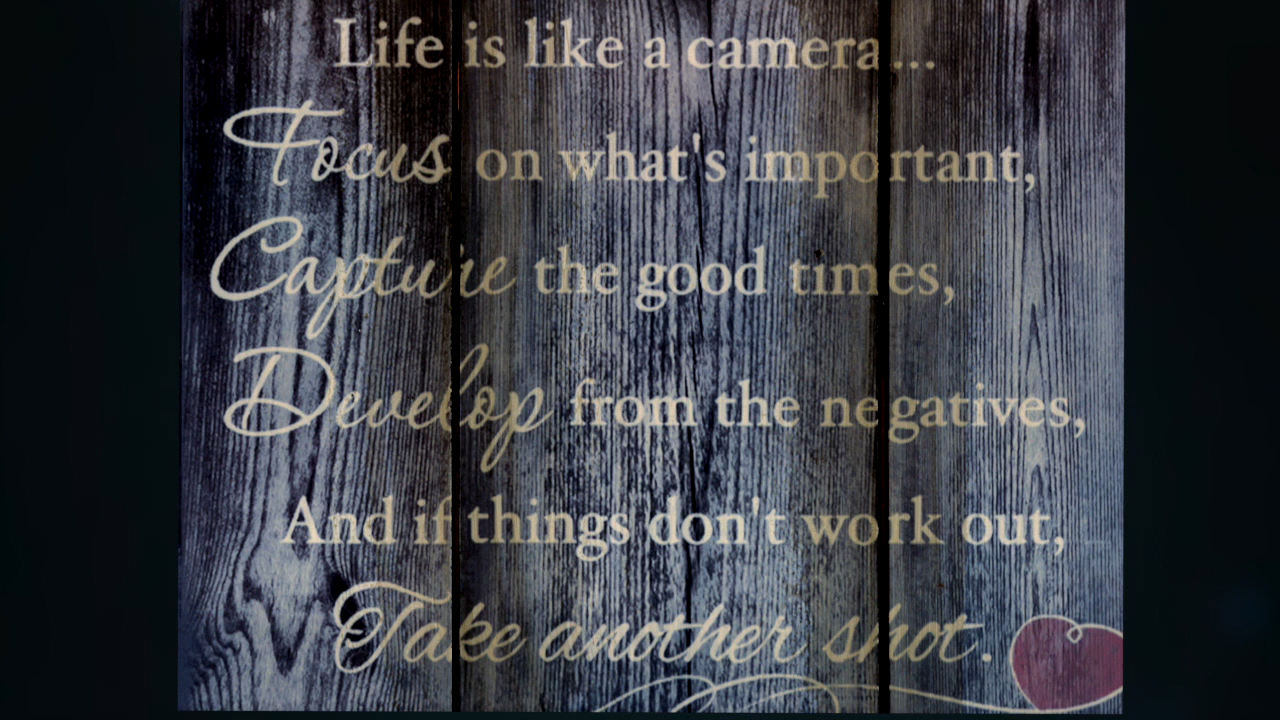 Life is like a camera...
Focus on what's important,
Capture the good times,
Develop from the negatives,
And if things don't work out,
Take another shot.